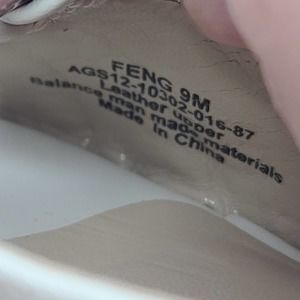 FENG 9M
AGS12-10302-016-87
Leather upper
Balance man made materials
Made in China